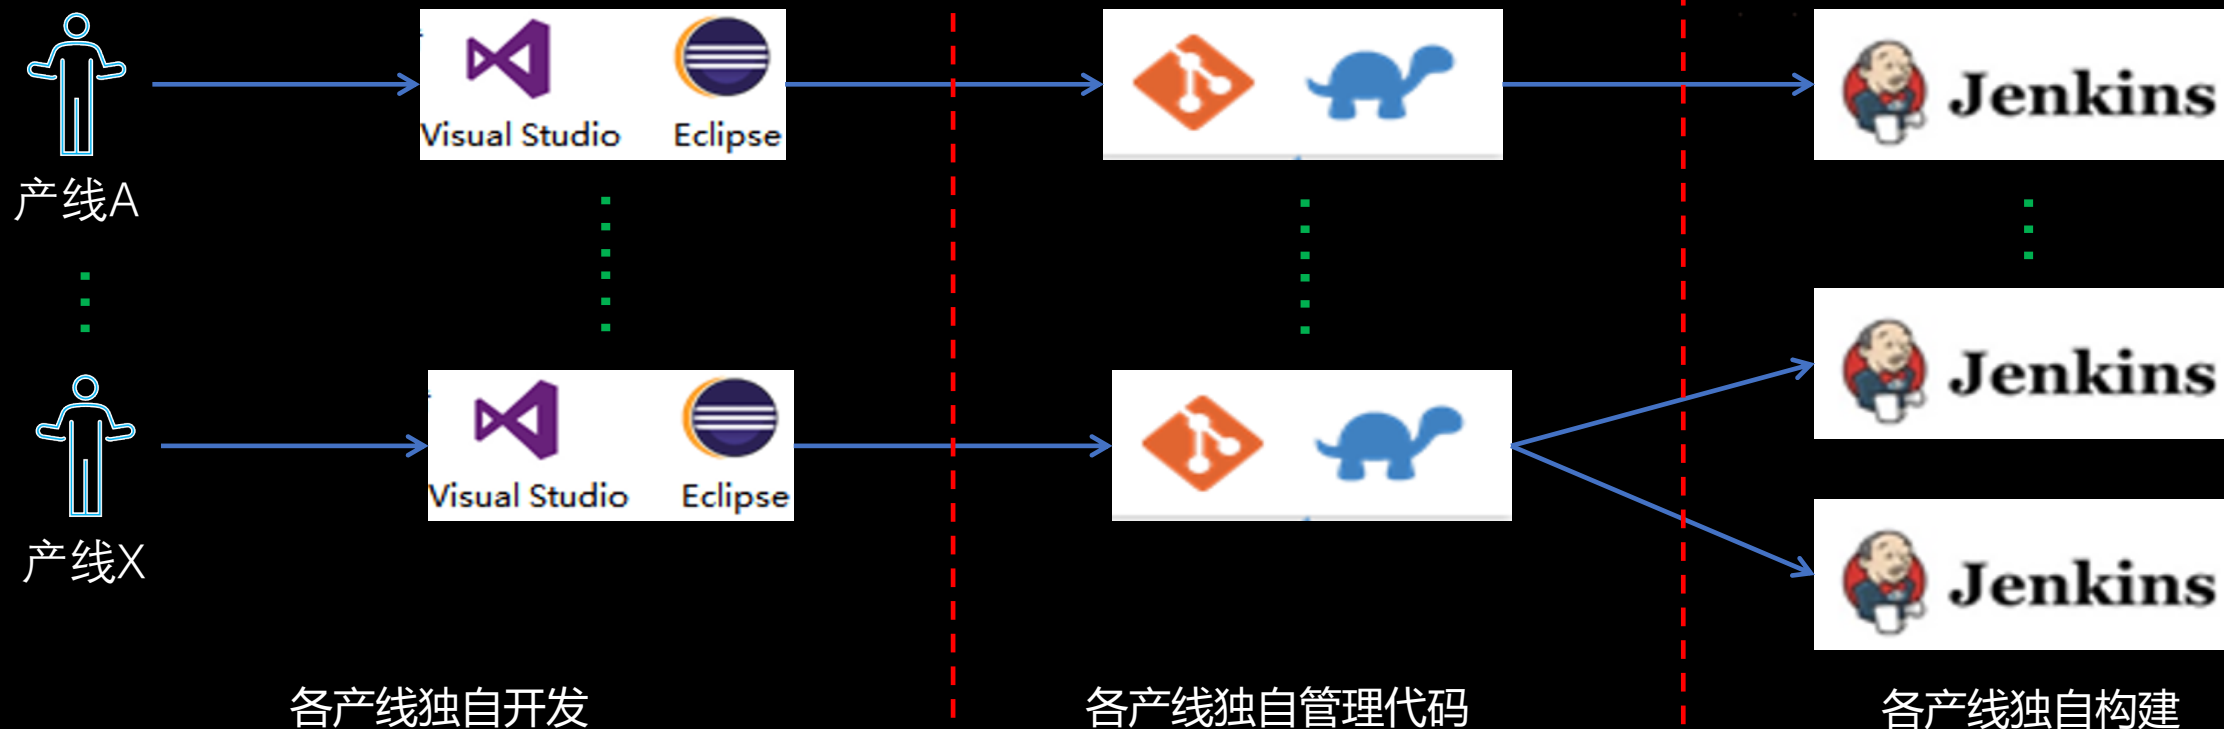 Visual Studio Eclipse
Jenkins
产线A
Jenkins
Visual Studio Eclipse
产线X
Jenkins
各产线独自开发
各产线独自管理代码
各产线独自构建